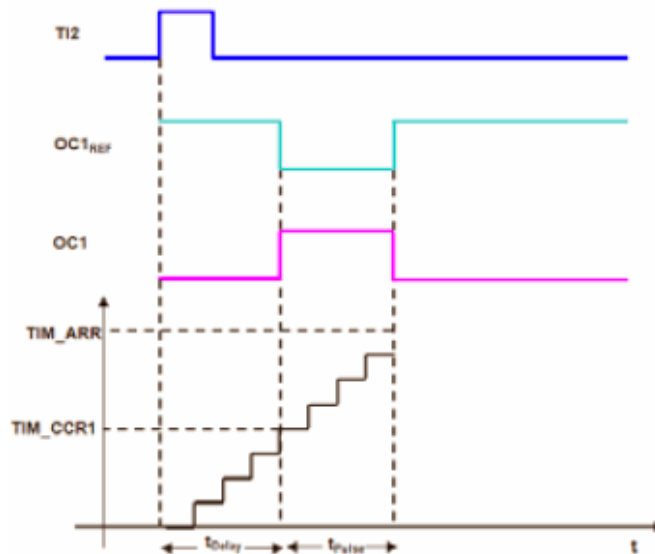 TI2
OC1REF
OC1
TIM_ARR
TIM_CCR1
tDelay
tPulse
t